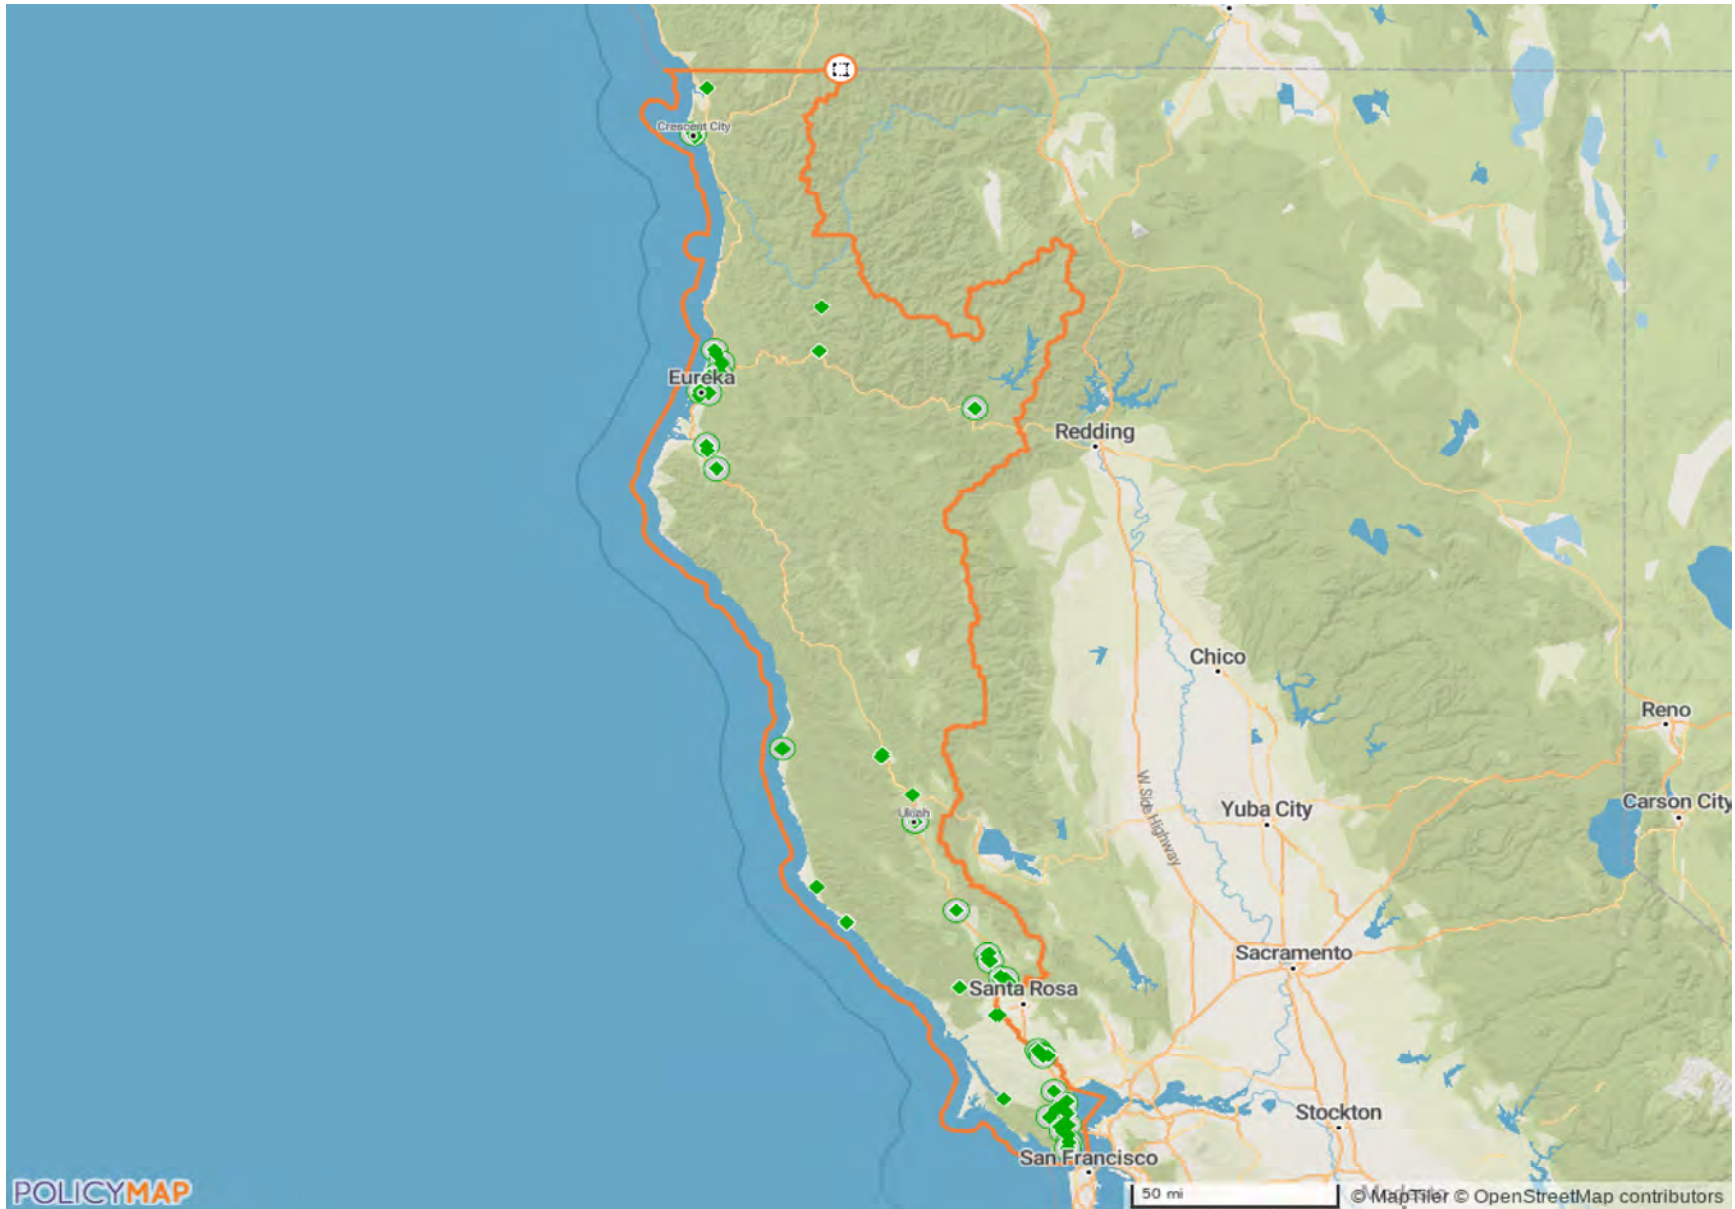 Crescent City
Eureka
Redding
Chico
Reno
W Side Highway
Yuba City
Carson City
Ukiah
Sacramento
Santa Rosa
Stockton
San Francisco
POLICYMAP
50 mi
Modesto
© MapTiler © OpenStreetMap contributors